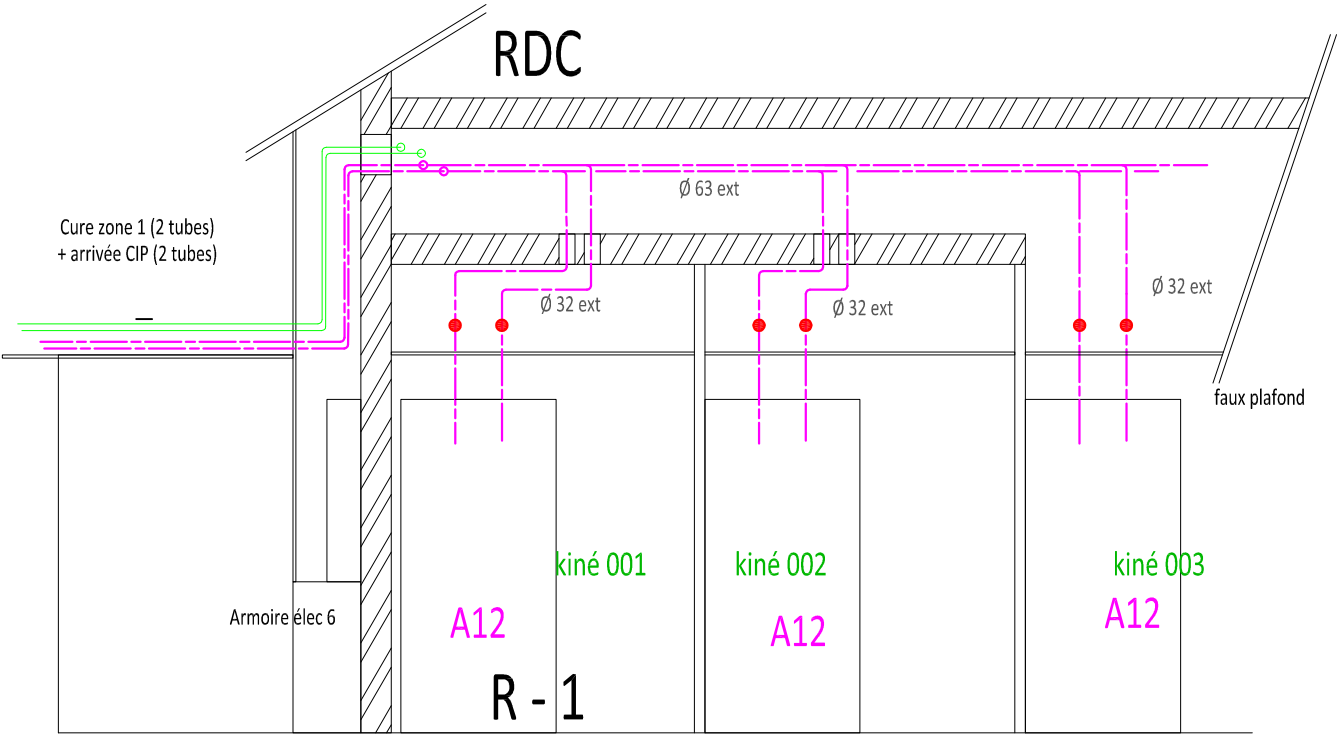 RDC
Ø 63 ext
Cure zone 1 (2 tubes)
+ arrivée CIP (2 tubes)
Ø 32 ext
Ø 32 ext
Ø 32 ext
faux plafond
kiné 001
kiné 002
kiné 003
Armoire élec 6
A12
A12
A12
R - 1